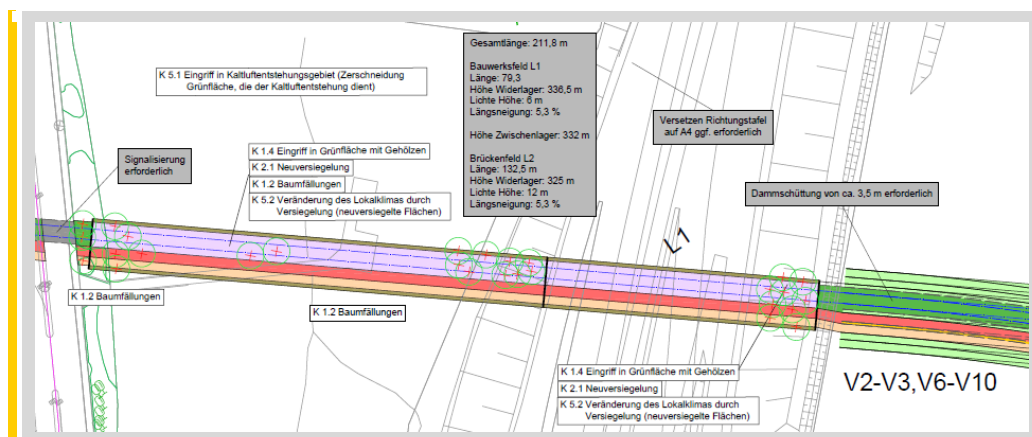 Gesamtlänge: 211,8 m
Bauwerksfeld L1
Länge: 79,3
Höhe Widerlager: 336,5 m
Lichte Höhe: 6 m
Längsneigung: 5,3 %
Höhe Zwischenlager: 332 m
Brückenfeld L2
Länge: 132,5 m
Höhe Widerlager: 325 m
Lichte Höhe: 12 m
Längsneigung: 5,3 %
K 5.1 Eingriff in Kaltluftentstehungsgebiet (Zerschneidung
Grünfläche, die der Kaltluftentstehung dient)
Versetzen Richtungstafel
auf A4 ggf. erforderlich
Signalisierung
erforderlich
K 1.4 Eingriff in Grünfläche mit Gehölzen
K 2.1 Neuversiegelung
K 1.2 Baumfällungen
K 5.2 Veränderung des Lokalklimas durch
Versiegelung (neuversiegelte Flächen)
Dammschüttung von ca. 3,5 m erforderlich
L1
K 1.2 Baumfällungen
K 1.2 Baumfällungen
K 1.4 Eingriff in Grünfläche mit Gehölzen
K 2.1 Neuversiegelung
K 5.2 Veränderung des Lokalklimas durch
Versiegelung (neuversiegelte Flächen)
V2-V3,V6-V10